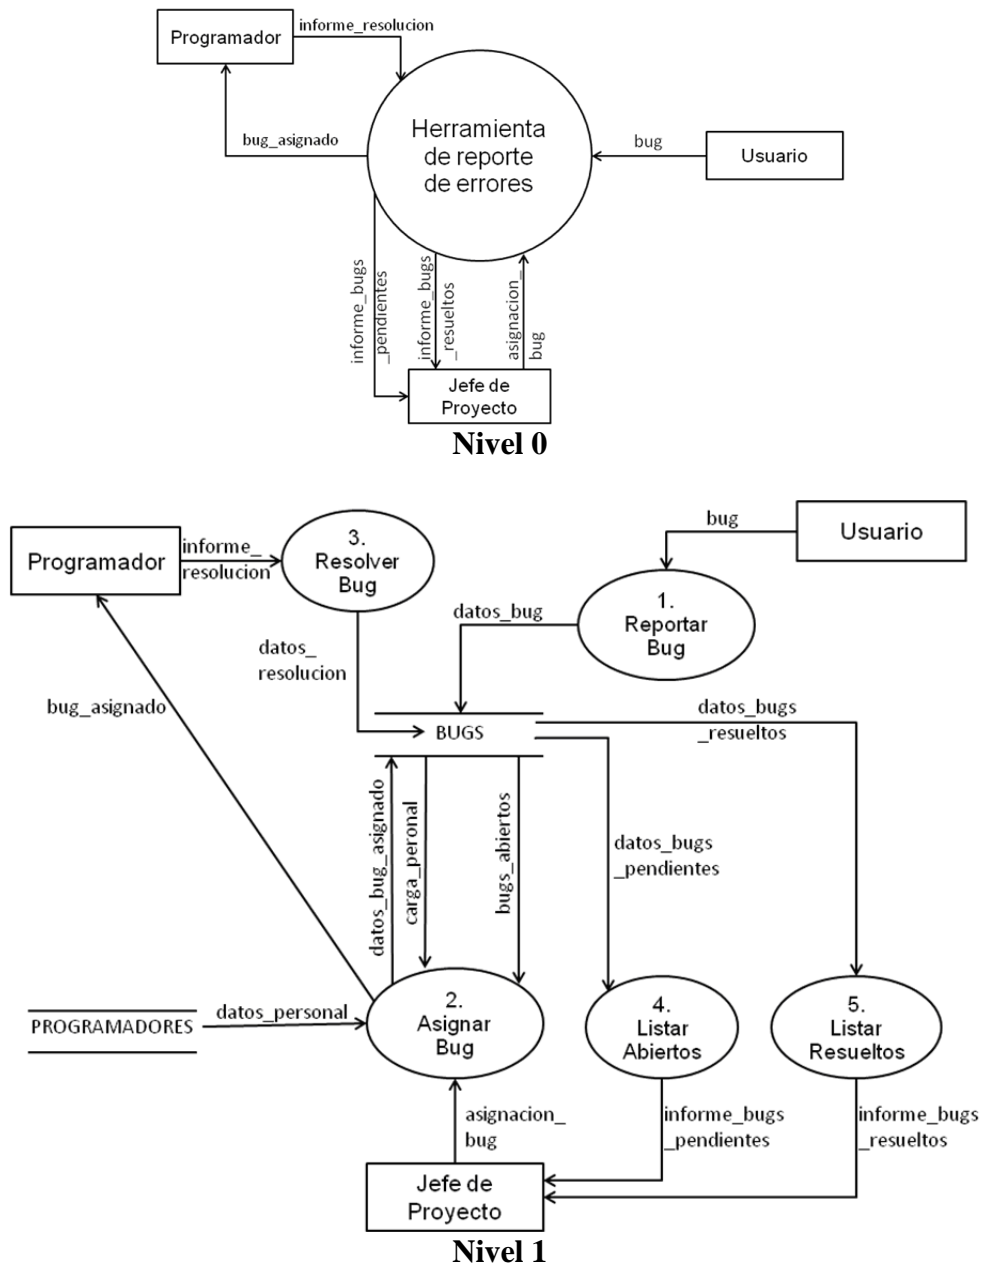 Programador
informe_resolucion
Herramienta
de reporte
de errores
bug_asignado
bug
Usuario
informe_bugs
_pendientes
informe_bugs
_resueltos
asignacion_
bug
Jefe de
Proyecto
Nivel 0
Programador
informe_
resolucion
3.
Resolver
Bug
bug
Usuario
1.
Reportar
Bug
datos_bug
datos_
resolucion
bug_asignado
BUGS
datos_bugs
_resueltos
datos_bug_asignado
carga_peronal
bugs_abiertos
datos_bugs
_pendientes
PROGRAMADORES
datos_personal
2.
Asignar
Bug
4.
Listar
Abiertos
5.
Listar
Resueltos
asignacion_
bug
informe_bugs
_pendientes
informe_bugs
_resueltos
Jefe de
Proyecto
Nivel 1